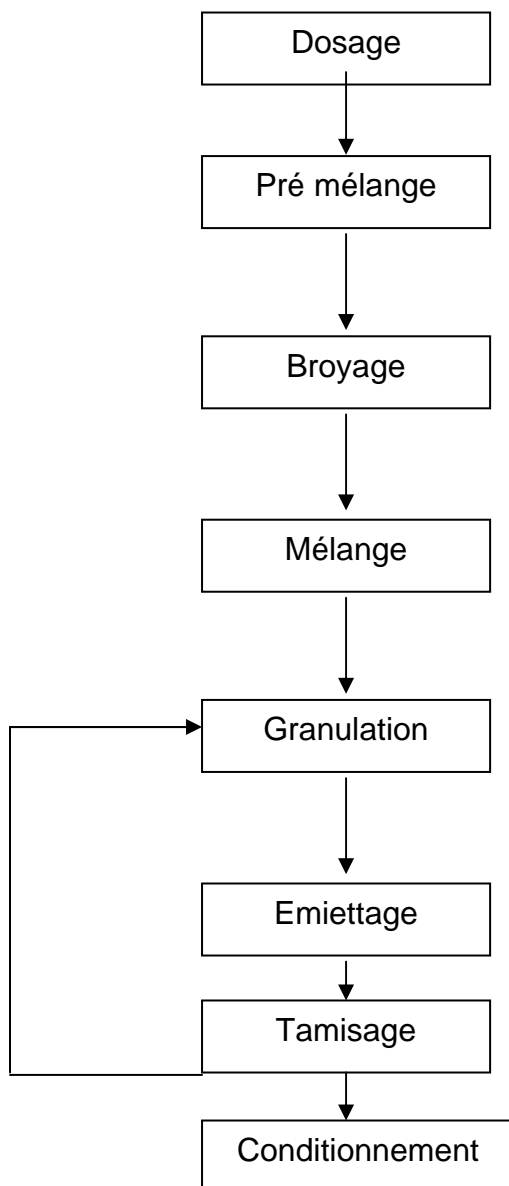 Dosage
Pré mélange
Broyage
Mélange
Granulation
Emiettage
Tamisage
Conditionnement